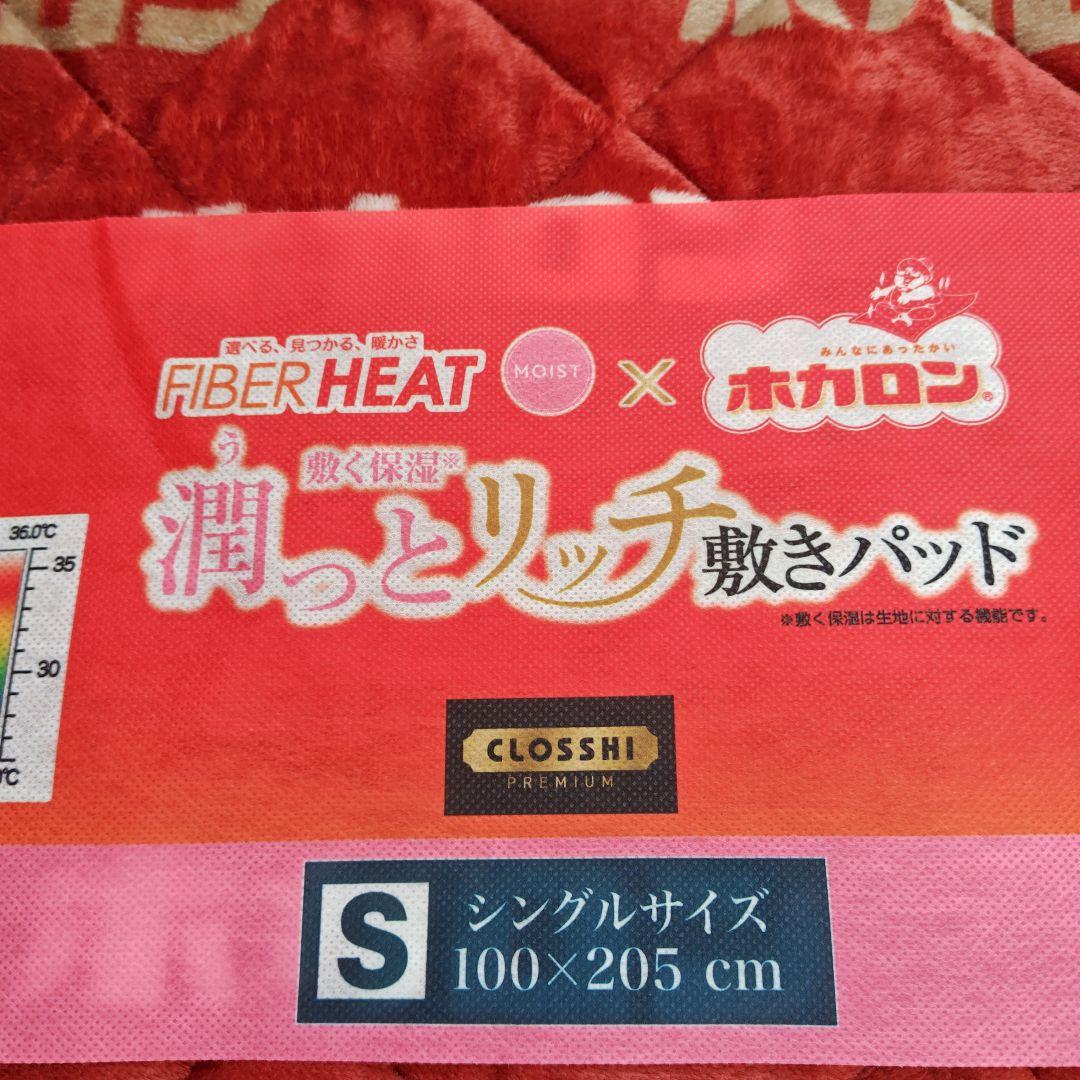 選べる、見つかる、暖かさ
FIBER HEAT MOIST ×
みんなにあったかい
ホカロン®
う
敷く保湿※
潤っとリッチ敷きパッド
※敷く保湿は生地に対する機能です。
36.0℃
35
30
℃
CLOSSHI
PREMIUM
S シングルサイズ
100×205 cm